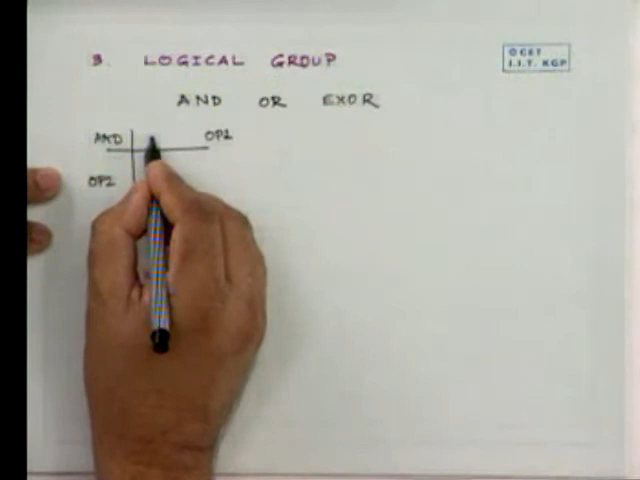 3. LOGICAL GROUP
OCET
I.I.T. KGP
AND OR EXOR
AND OP1
OP2